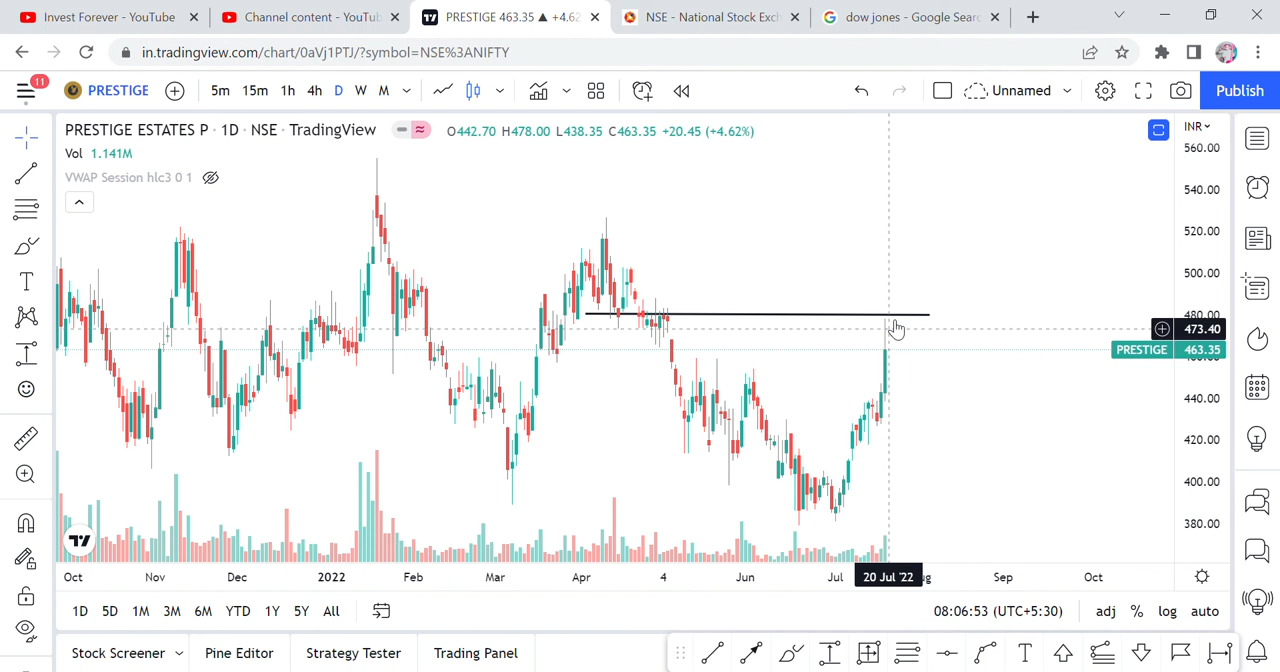 Invest Forever - YouTube
Channel content - YouTu
PRESTIGE 463.35 ▲ +4.62
NSE - National Stock Exc
dow jones - Google Sear
in.tradingview.com/chart/0aVj1PTJ/?symbol=NSE%3ANIFTY
11
PRESTIGE
5m 15m 1h 4h D W M
Unnamed
Publish
PRESTIGE ESTATES P · 1D · NSE · TradingView
O442.70 H478.00 L438.35 C463.35 +20.45 (+4.62%)
INR
Vol 1.141M
VWAP Session hlc3 0 1
560.00
540.00
520.00
500.00
480.00
473.40
PRESTIGE 463.35
440.00
420.00
400.00
380.00
Oct Nov Dec 2022 Feb Mar Apr 4 Jun Jul 20 Jul '22 Sep Oct
1D 5D 1M 3M 6M YTD 1Y 5Y All
08:06:53 (UTC+5:30)
adj % log auto
Stock Screener
Pine Editor
Strategy Tester
Trading Panel